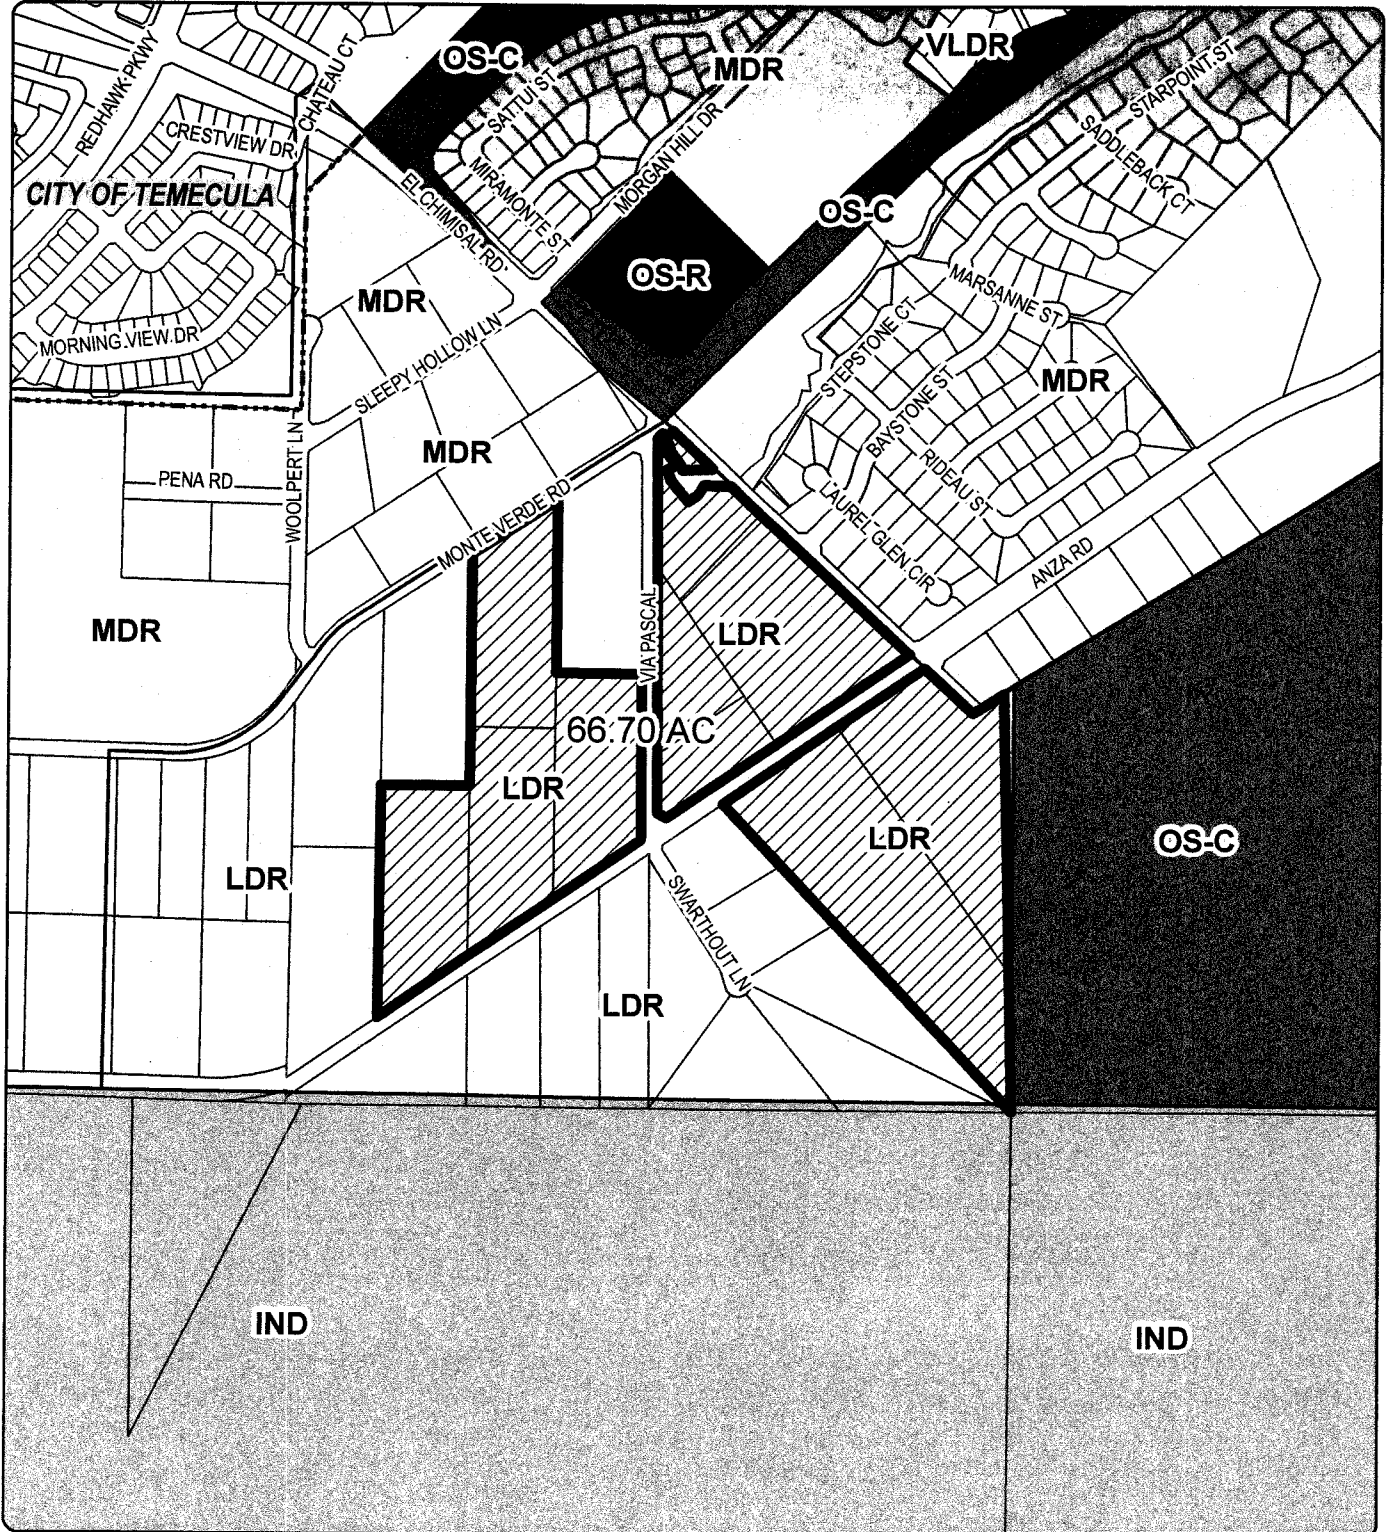 OS-C
MDR
VLDR
REDHAWK PKWY
CHATEAU CT
SATTUI ST
STARPOINT ST
CRESTVIEW DR
MORGAN HILL DR
SADDLEBACK CT
CITY OF TEMECULA
EL CHIMISAL RD
MIRAMONTE ST
OS-C
OS-R
MDR
MARSANNE ST
MORNING VIEW DR
SLEEPY HOLLOW LN
STEPSTONE CT
MDR
BAYSTONE ST
MDR
PENA RD
WOOLPERT LN
RIDEAU ST
MONTE VERDE RD
LAUREL GLEN CIR
ANZA RD
MDR
VIA PASCAL
LDR
66.70 AC
LDR
LDR
OS-C
LDR
SWARTHOUT LN
LDR
IND
IND